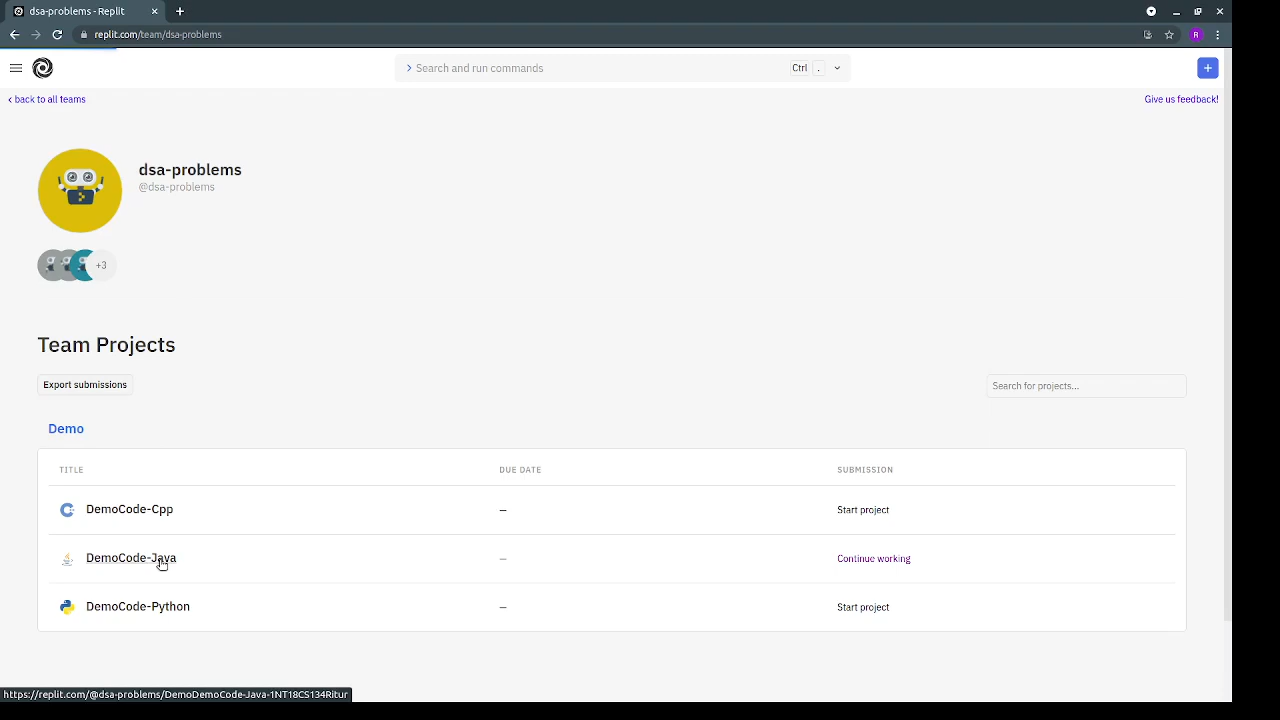 dsa-problems - Replit
replit.com/team/dsa-problems
R
Search and run commands
Ctrl .
back to all teams
Give us feedback!
dsa-problems
@dsa-problems
+3
Team Projects
Export submissions
Search for projects...
Demo
TITLE DUE DATE SUBMISSION
DemoCode-Cpp — Start project
DemoCode-Java — Continue working
DemoCode-Python — Start project
https://replit.com/@dsa-problems/DemoDemoCode-Java-1NT18CS134Ritur